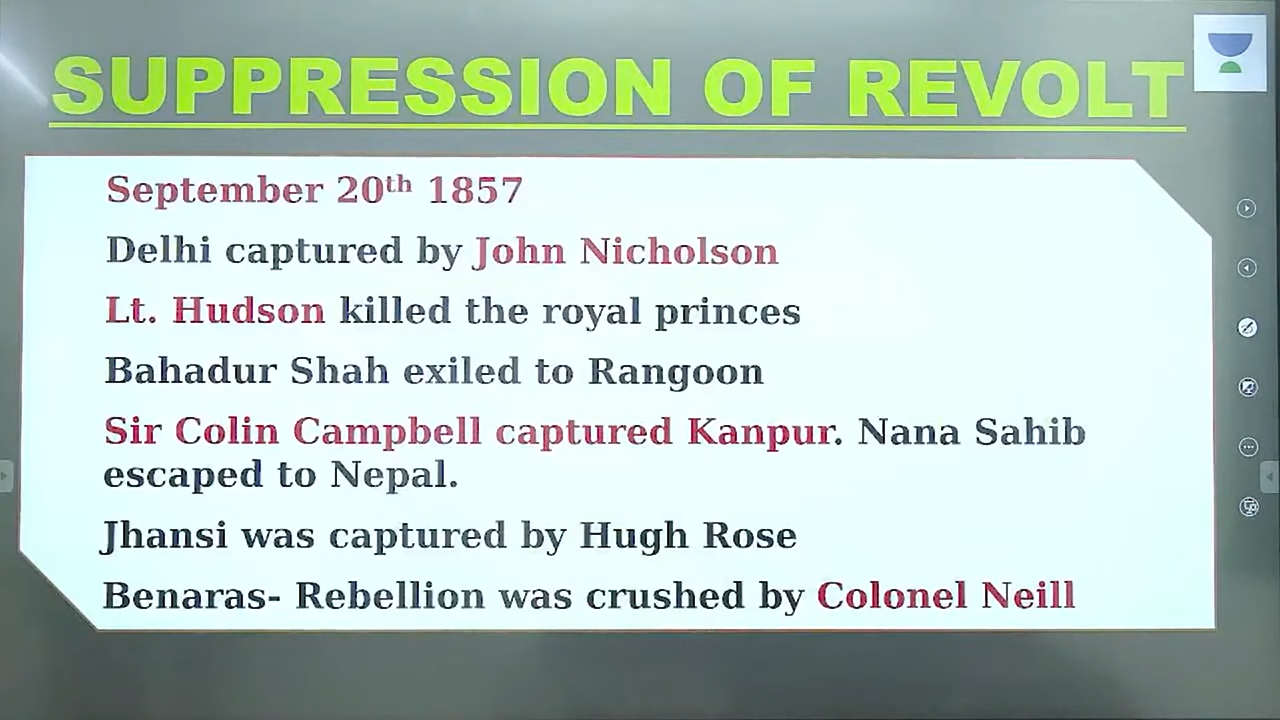 SUPPRESSION OF REVOLT
September 20th 1857
Delhi captured by John Nicholson
Lt. Hudson killed the royal princes
Bahadur Shah exiled to Rangoon
Sir Colin Campbell captured Kanpur. Nana Sahib
escaped to Nepal.
Jhansi was captured by Hugh Rose
Benaras- Rebellion was crushed by Colonel Neill